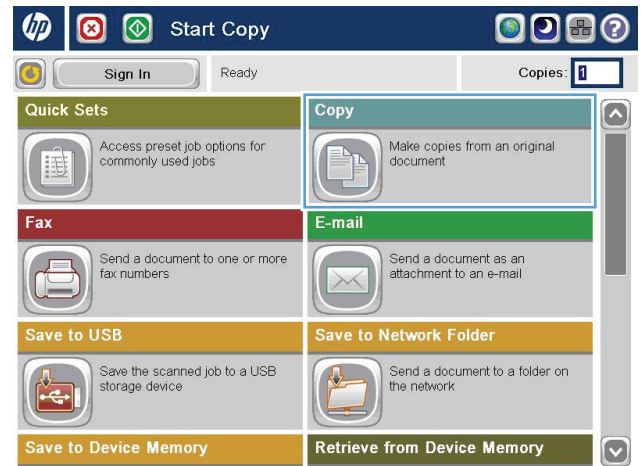 hp Start Copy ?
Sign In Ready Copies: 1
Quick Sets
Access preset job options for
commonly used jobs
Copy
Make copies from an original
document
Fax
Send a document to one or more
fax numbers
E-mail
Send a document as an
attachment to an e-mail
Save to USB
Save the scanned job to a USB
storage device
Save to Network Folder
Send a document to a folder on
the network
Save to Device Memory
Retrieve from Device Memory